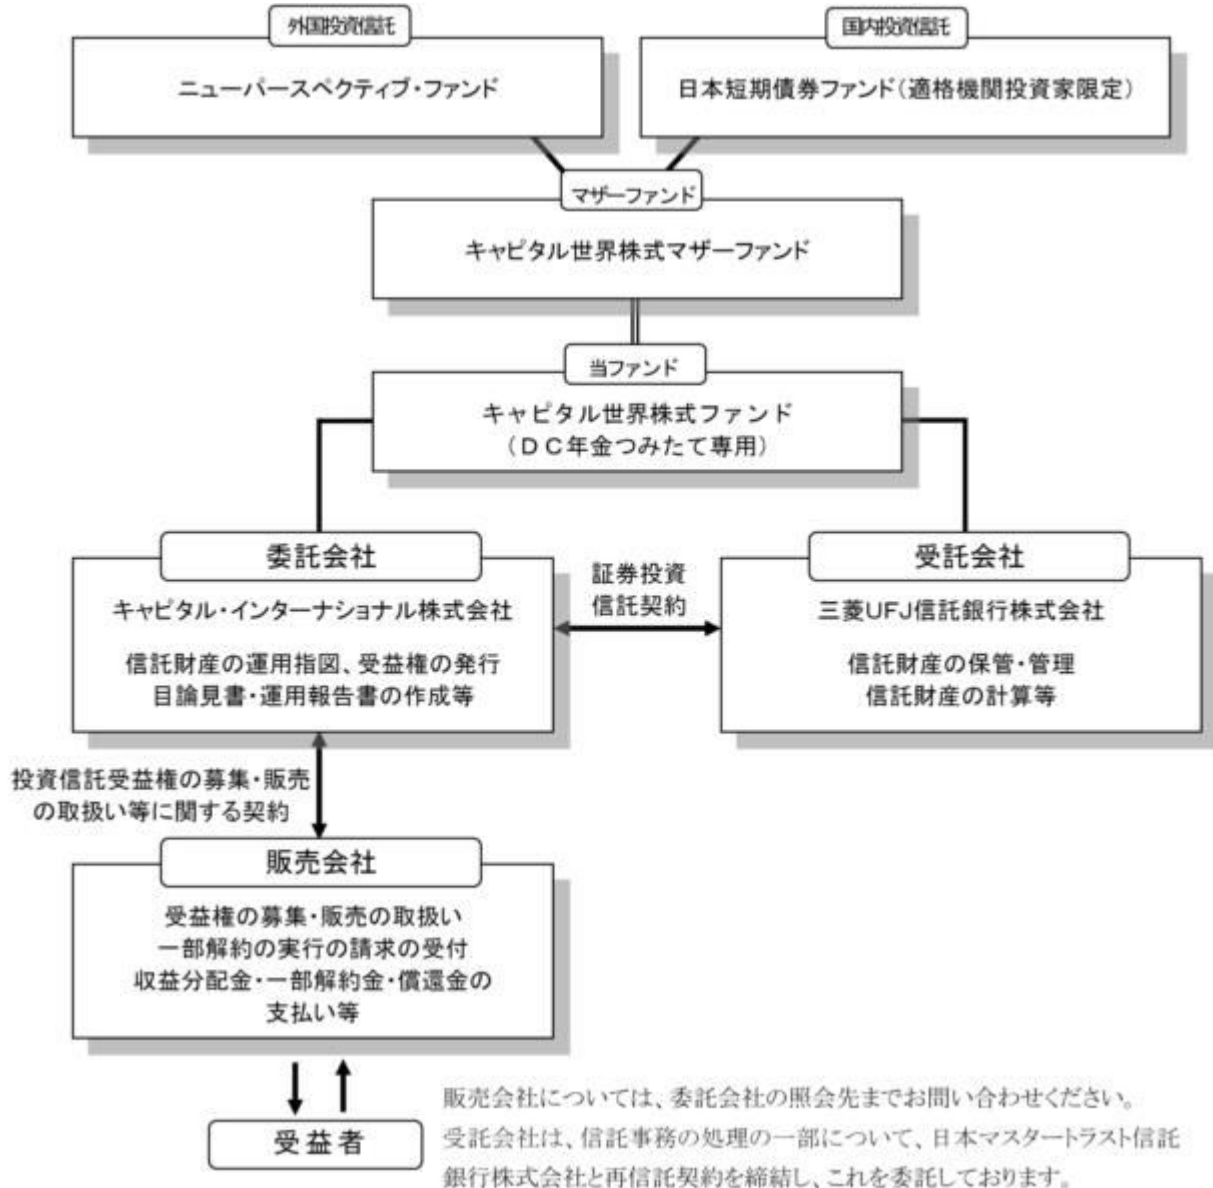 外国投資信託
ニューパースペクティブ・ファンド
国内投資信託
日本短期債券ファンド(適格機関投資家限定)
マザーファンド
キャピタル世界株式マザーファンド
当ファンド
キャピタル世界株式ファンド
(DC年金つみたて専用)
委託会社
キャピタル・インターナショナル株式会社
信託財産の運用指図、受益権の発行
目論見書・運用報告書の作成等
証券投資
信託契約
受託会社
三菱UFJ信託銀行株式会社
信託財産の保管・管理
信託財産の計算等
投資信託受益権の募集・販売
の取扱い等に関する契約
販売会社
受益権の募集・販売の取扱い
一部解約の実行の請求の受付
収益分配金・一部解約金・償還金の
支払い等
受益者
販売会社については、委託会社の照会先までお問い合わせください。
受託会社は、信託事務の処理の一部について、日本マスタートラスト信託
銀行株式会社と再信託契約を締結し、これを委託しております。